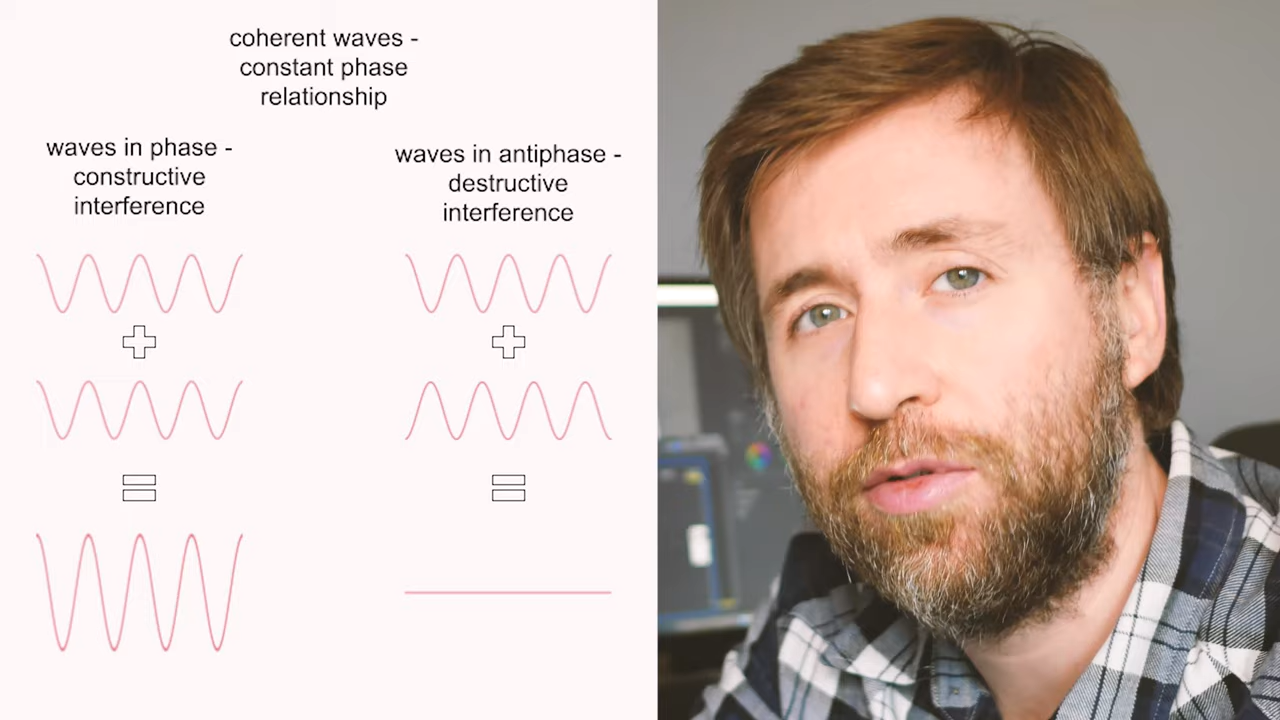 coherent waves -
constant phase
relationship
waves in phase -
constructive
interference
waves in antiphase -
destructive
interference